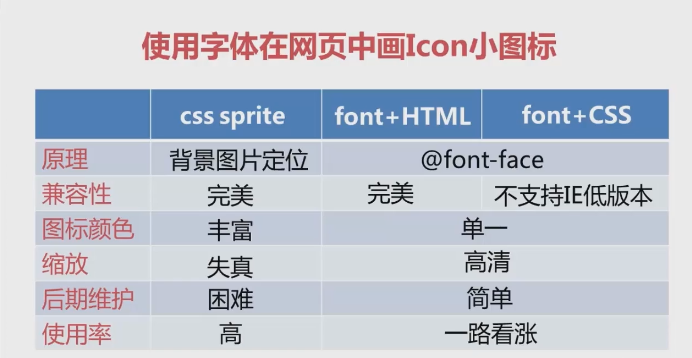 使用字体在网页中画Icon小图标
css sprite font+HTML font+CSS
原理 背景图片定位 @font-face
兼容性 完美 完美 不支持IE低版本
图标颜色 丰富 单一
缩放 失真 高清
后期维护 困难 简单
使用率 高 一路看涨